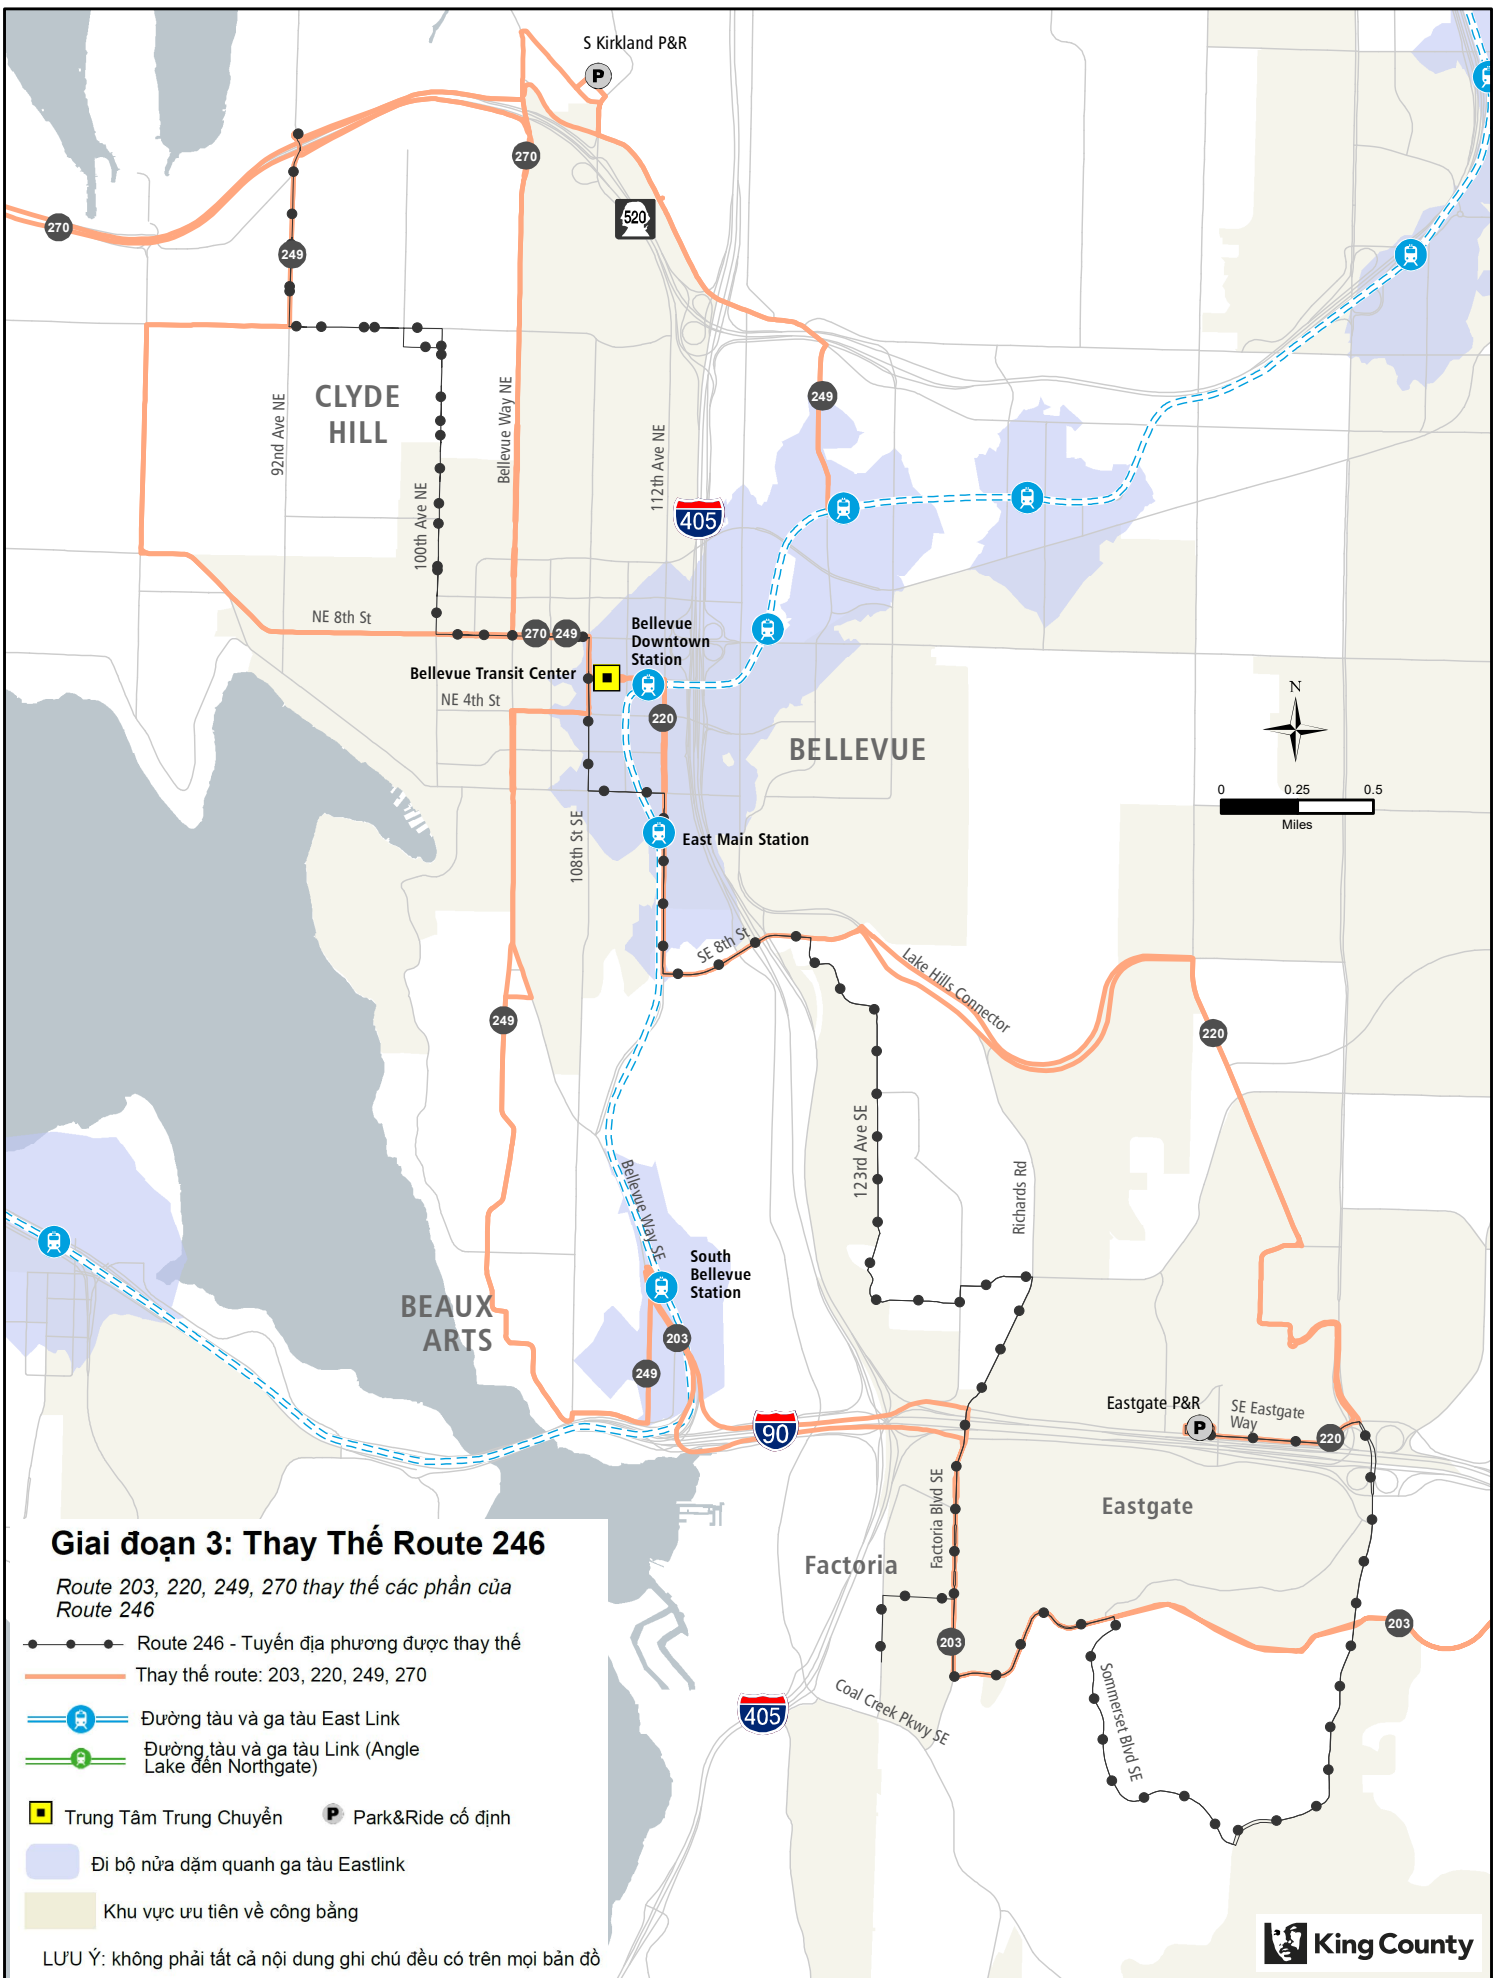 S Kirkland P&R
P
270
520
270
249
CLYDE
HILL
92nd Ave NE
Bellevue Way NE
112th Ave NE
249
405
100th Ave NE
NE 8th St
270
249
Bellevue
Downtown
Station
Bellevue Transit Center
NE 4th St
220
BELLEVUE
N
0 0.25 0.5
Miles
108th St SE
East Main Station
SE 8th St
Lake Hills Connector
249
220
123rd Ave SE
Richards Rd
Bellevue Way SE
South
Bellevue
Station
BEAUX
ARTS
203
249
90
Eastgate P&R
P
SE Eastgate
Way
220
Factoria Blvd SE
Eastgate
Factoria
203
203
Coal Creek Pkwy SE
Sommerset Blvd SE
405
Giai đoạn 3: Thay Thế Route 246
Route 203, 220, 249, 270 thay thế các phần của
Route 246
Route 246 - Tuyến địa phương được thay thế
Thay thế route: 203, 220, 249, 270
Đường tàu và ga tàu East Link
Đường tàu và ga tàu Link (Angle
Lake đến Northgate)
Trung Tâm Trung Chuyển
P Park&Ride cố định
Đi bộ nửa dặm quanh ga tàu Eastlink
Khu vực ưu tiên về công bằng
LƯU Ý: không phải tất cả nội dung ghi chú đều có trên mọi bản đồ
King County